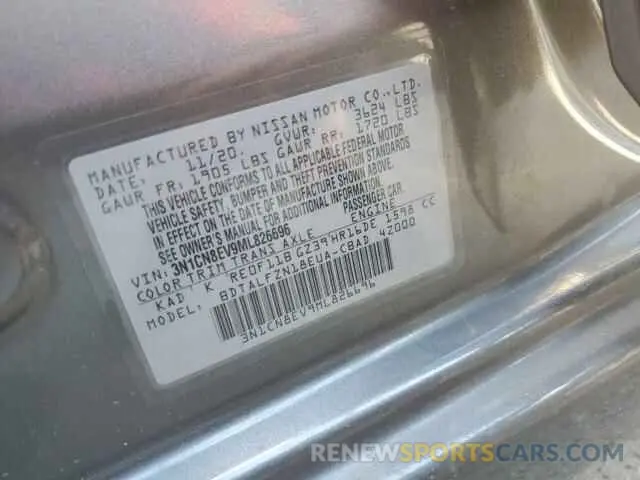 MANUFACTURED BY NISSAN MOTOR CO.,LTD.
DATE: 11/20 GVWR: 3624 LBS
GAWR FR: 1905 LBS GAWR RR: 1720 LBS
THIS VEHICLE CONFORMS TO ALL APPLICABLE FEDERAL MOTOR
VEHICLE SAFETY, BUMPER AND THEFT PREVENTION STANDARDS
IN EFFECT ON THE DATE OF MANUFACTURE SHOWN ABOVE.
SEE OWNER'S MANUAL FOR ADDITIONAL INFORMATION.
VIN: 3N1CN8EV9ML826696 PASSENGER CAR
COLOR TRIM TRANS AXLE ENGINE
KAD K RE0F11B GZ39 HR16DE 1598 CC
MODEL: BDTALFZN18EUA-CBAD 42000
3N1CN8EV9ML826696
RENEWSPORTSCARS.COM